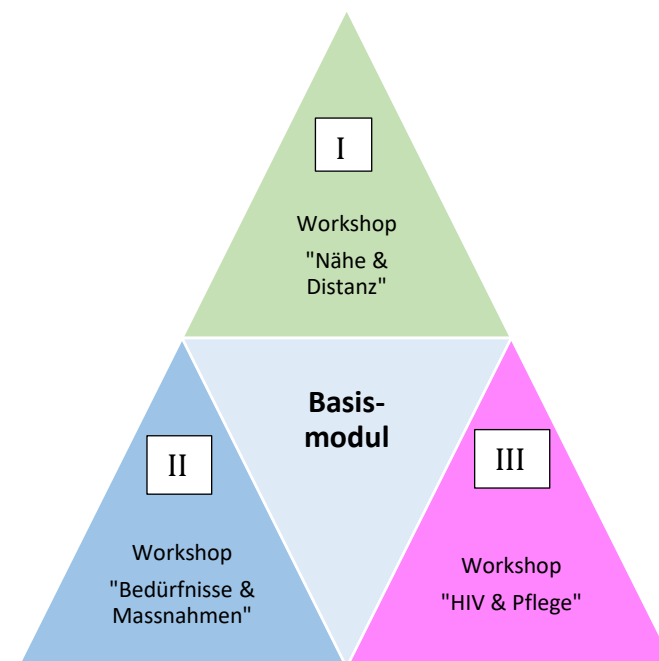 I
Workshop
"Nähe &
Distanz"
Basis-
modul
II
Workshop
"Bedürfnisse &
Massnahmen"
III
Workshop
"HIV & Pflege"